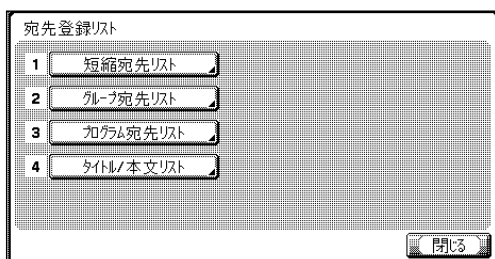 宛先登録ﾘｽﾄ
1 短縮宛先ﾘｽﾄ
2 ｸﾞﾙｰﾌﾟ宛先ﾘｽﾄ
3 ﾌﾟﾛｸﾞﾗﾑ宛先ﾘｽﾄ
4 ﾀｲﾄﾙ/本文ﾘｽﾄ
閉じる